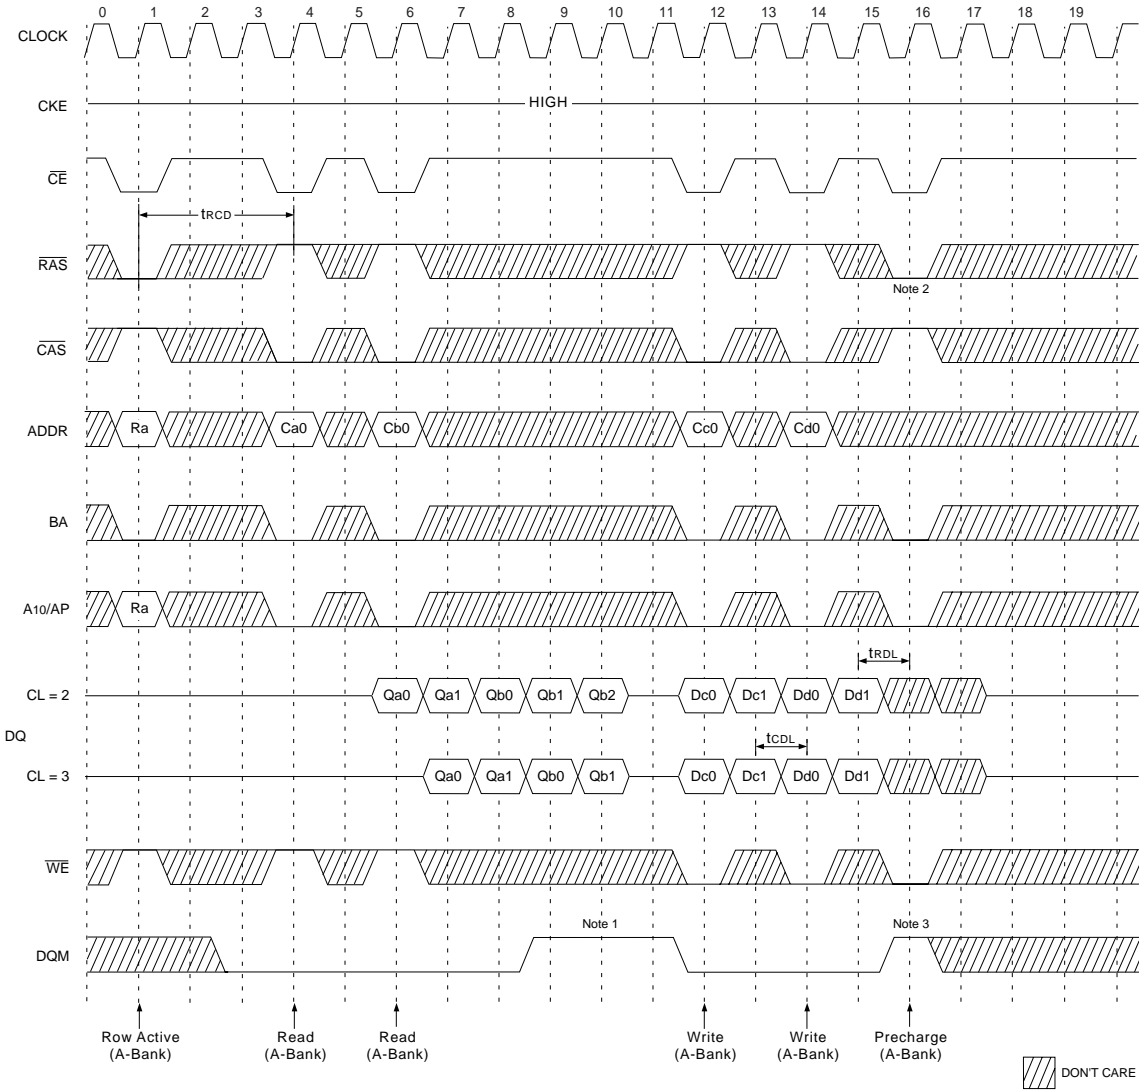 0 1 2 3 4 5 6 7 8 9 10 11 12 13 14 15 16 17 18 19
CLOCK
CKE
HIGH
CE
tRCD
RAS
Note 2
CAS
ADDR
Ra Ca0 Cb0 Cc0 Cd0
BA
A10/AP
Ra
tRDL
CL = 2
Qa0 Qa1 Qb0 Qb1 Qb2 Dc0 Dc1 Dd0 Dd1
DQ
tCDL
CL = 3
Qa0 Qa1 Qb0 Qb1 Dc0 Dc1 Dd0 Dd1
WE
Note 1
Note 3
DQM
Row Active
(A-Bank)
Read
(A-Bank)
Read
(A-Bank)
Write
(A-Bank)
Write
(A-Bank)
Precharge
(A-Bank)
DON'T CARE